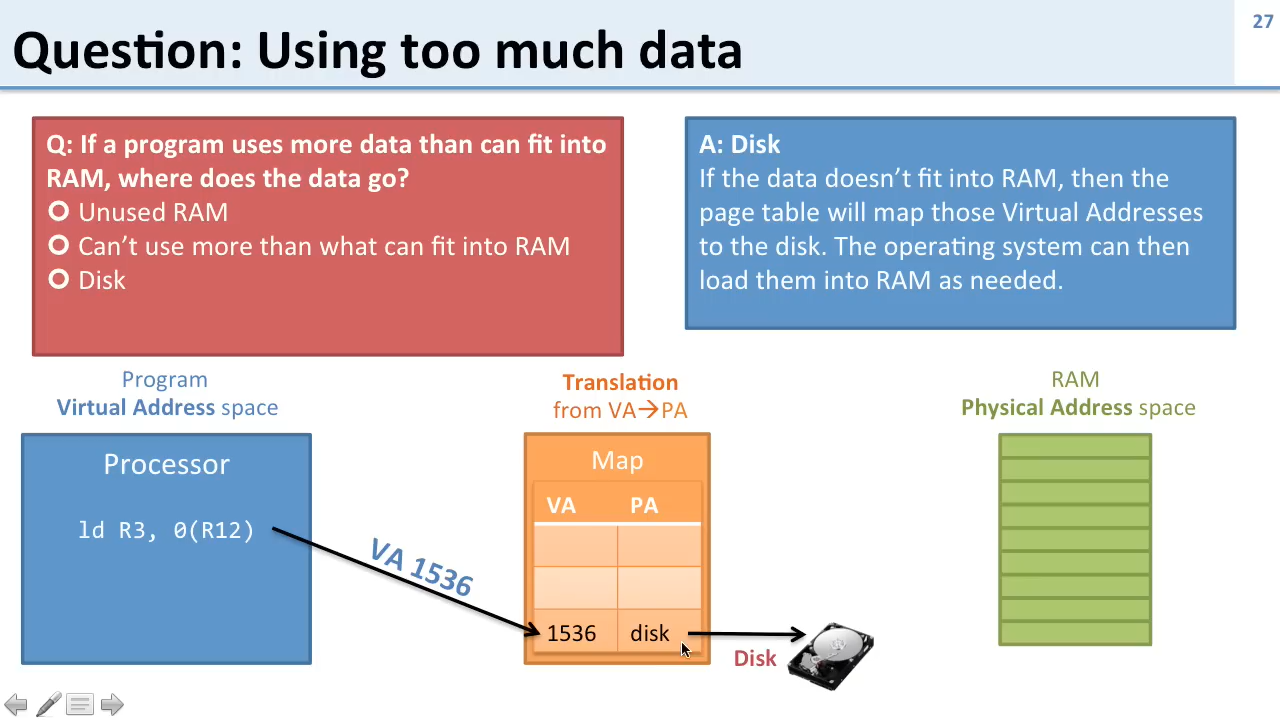 27
Question: Using too much data
Q: If a program uses more data than can fit into
RAM, where does the data go?
Unused RAM
Can’t use more than what can fit into RAM
Disk
A: Disk
If the data doesn’t fit into RAM, then the
page table will map those Virtual Addresses
to the disk. The operating system can then
load them into RAM as needed.
Program
Virtual Address space
Processor
ld R3, 0(R12)
VA 1536
Translation
from VA→PA
Map
VA PA
1536 disk
Disk
RAM
Physical Address space